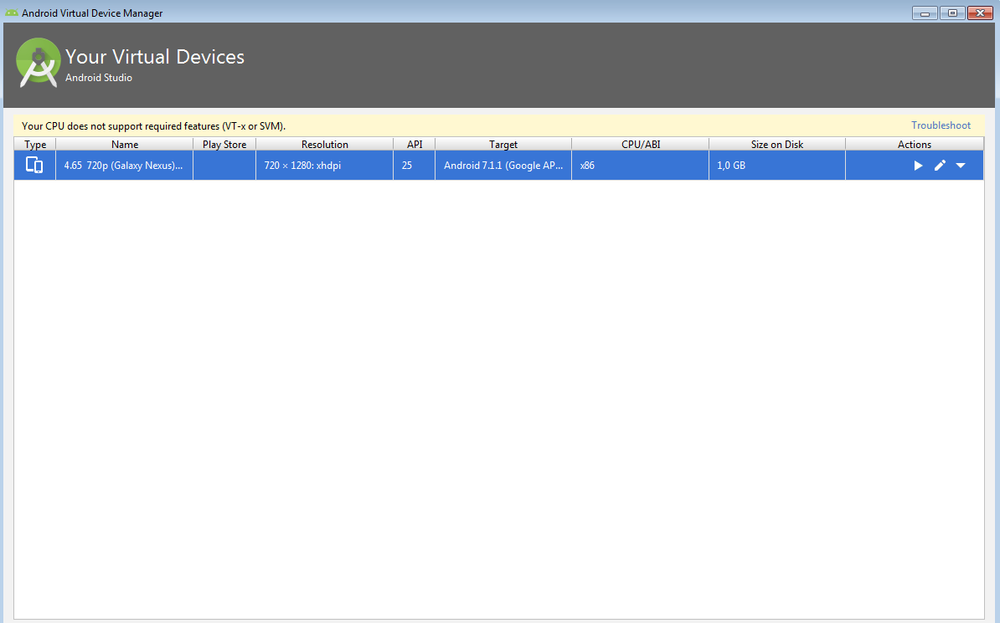 Android Virtual Device Manager
Your Virtual Devices
Android Studio
Your CPU does not support required features (VT-x or SVM). Troubleshoot
Type Name Play Store Resolution API Target CPU/ABI Size on Disk Actions
4.65 720p (Galaxy Nexus)... 720 × 1280: xhdpi 25 Android 7.1.1 (Google AP... x86 1,0 GB